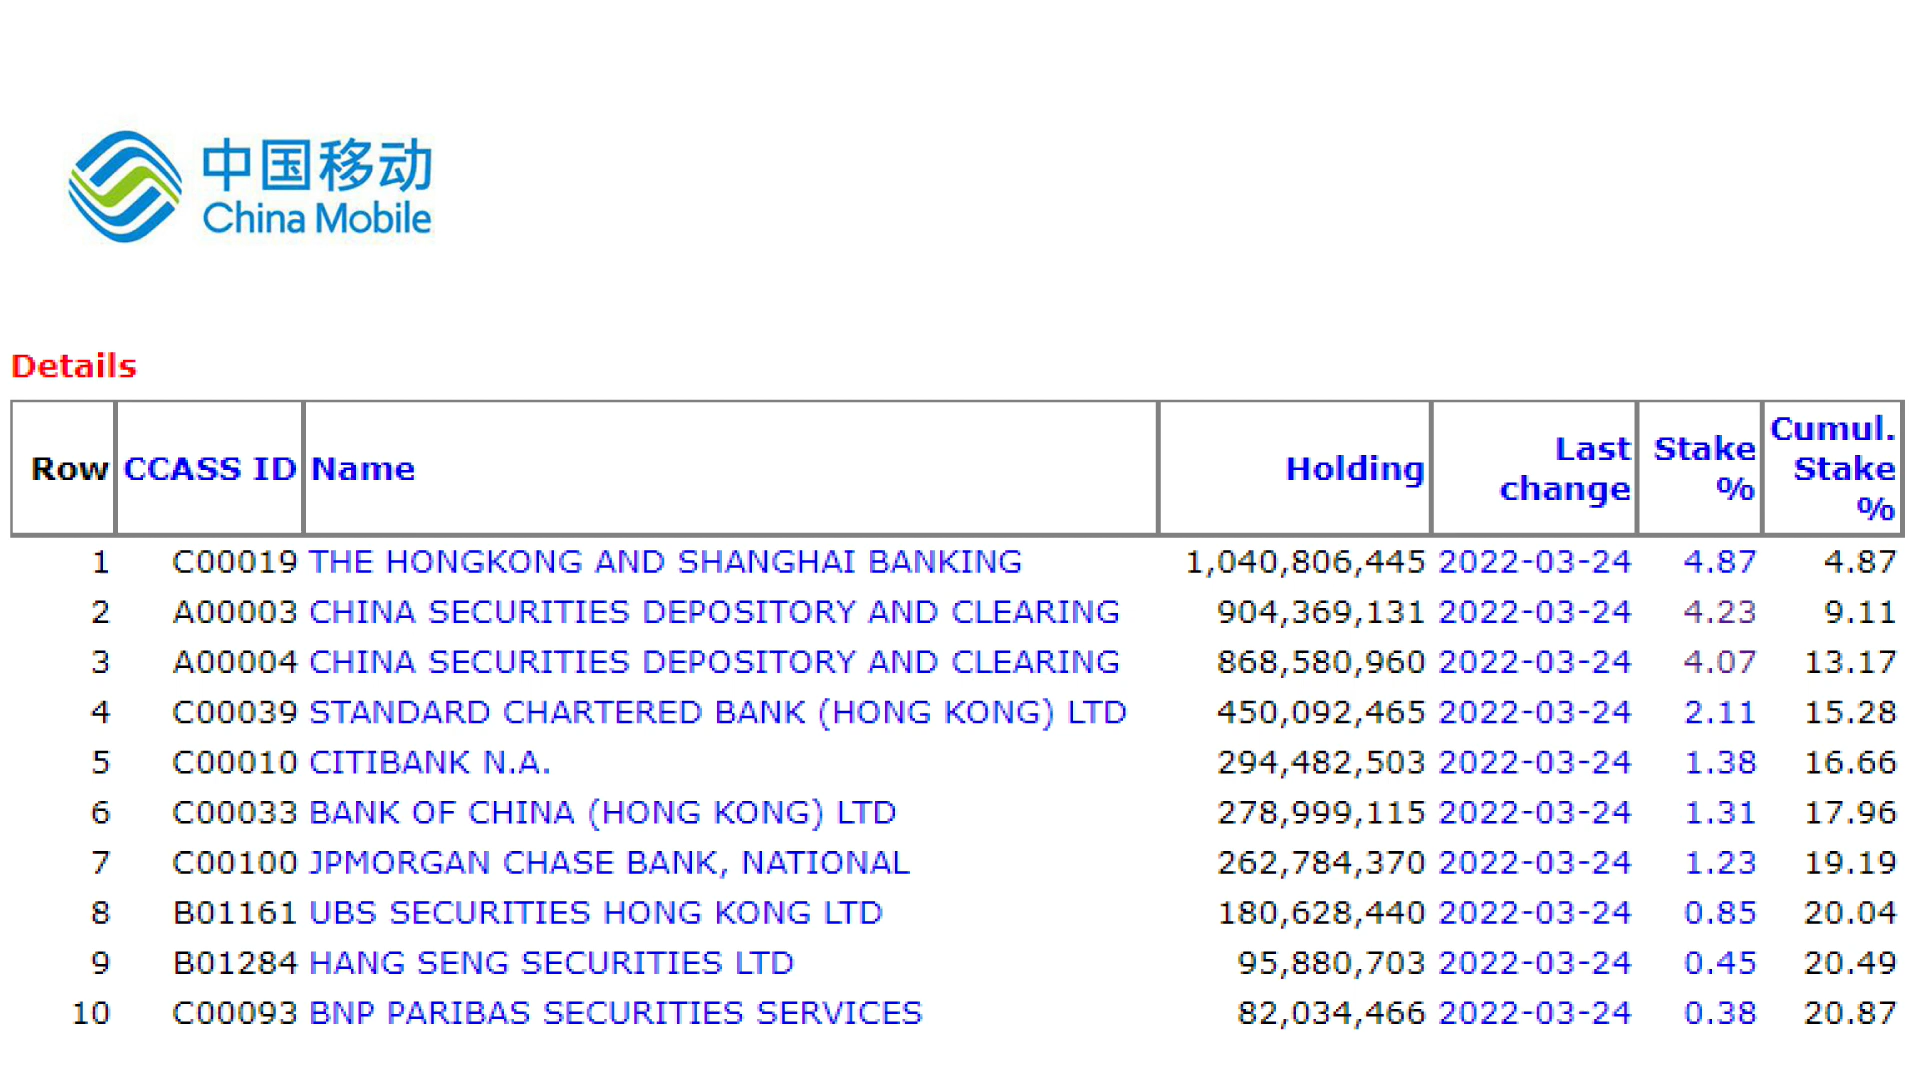 中国移动
China Mobile
Details
Row CCASS ID Name Holding Last change Stake % Cumul. Stake %
1 C00019 THE HONGKONG AND SHANGHAI BANKING 1,040,806,445 2022-03-24 4.87 4.87
2 A00003 CHINA SECURITIES DEPOSITORY AND CLEARING 904,369,131 2022-03-24 4.23 9.11
3 A00004 CHINA SECURITIES DEPOSITORY AND CLEARING 868,580,960 2022-03-24 4.07 13.17
4 C00039 STANDARD CHARTERED BANK (HONG KONG) LTD 450,092,465 2022-03-24 2.11 15.28
5 C00010 CITIBANK N.A. 294,482,503 2022-03-24 1.38 16.66
6 C00033 BANK OF CHINA (HONG KONG) LTD 278,999,115 2022-03-24 1.31 17.96
7 C00100 JPMORGAN CHASE BANK, NATIONAL 262,784,370 2022-03-24 1.23 19.19
8 B01161 UBS SECURITIES HONG KONG LTD 180,628,440 2022-03-24 0.85 20.04
9 B01284 HANG SENG SECURITIES LTD 95,880,703 2022-03-24 0.45 20.49
10 C00093 BNP PARIBAS SECURITIES SERVICES 82,034,466 2022-03-24 0.38 20.87